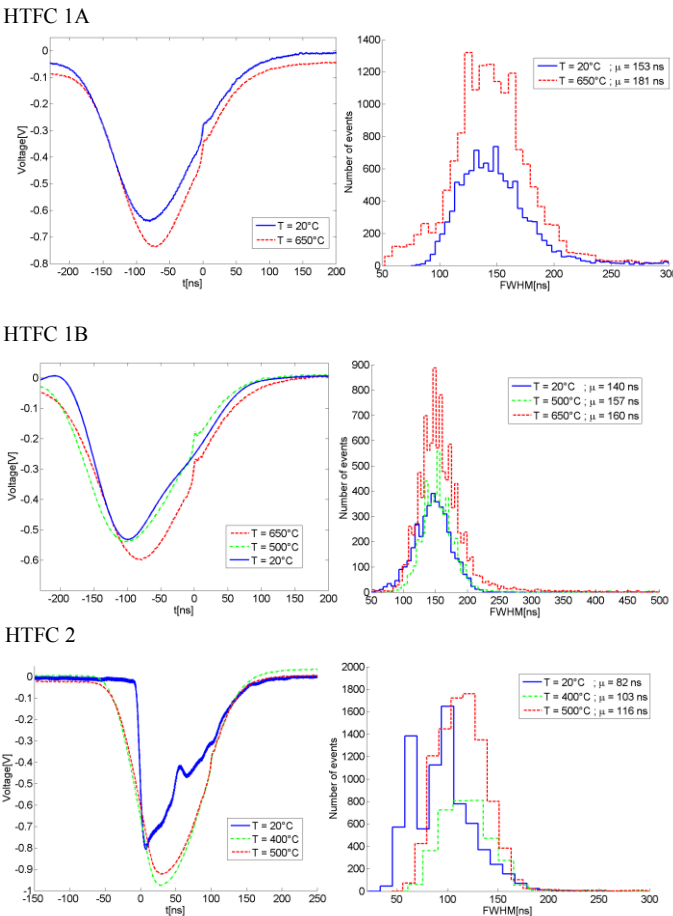 HTFC 1A
0
-0.1
-0.2
-0.3
-0.4
-0.5
-0.6
-0.7
-0.8
Voltage[V]
T = 20°C
T = 650°C
-200 -150 -100 -50 0 50 100 150 200
t[ns]
1400
1200
1000
800
600
400
200
0
Number of events
T = 20°C ; μ = 153 ns
T = 650°C ; μ = 181 ns
50 100 150 200 250 300
FWHM[ns]
HTFC 1B
0
-0.1
-0.2
-0.3
-0.4
-0.5
-0.6
Voltage[V]
T = 650°C
T = 500°C
T = 20°C
-200 -150 -100 -50 0 50 100 150 200
t[ns]
900
800
700
600
500
400
300
200
100
0
Number of events
T = 20°C ; μ = 140 ns
T = 500°C ; μ = 157 ns
T = 650°C ; μ = 160 ns
50 100 150 200 250 300 350 400 450 500
FWHM[ns]
HTFC 2
0
-0.1
-0.2
-0.3
-0.4
-0.5
-0.6
-0.7
-0.8
-0.9
-1
Voltage[V]
T = 20°C
T = 400°C
T = 500°C
-150 -100 -50 0 50 100 150 200 250
t[ns]
2000
1800
1600
1400
1200
1000
800
600
400
200
0
Number of events
T = 20°C ; μ = 82 ns
T = 400°C ; μ = 103 ns
T = 500°C ; μ = 116 ns
50 100 150 200 250 300
FWHM[ns]